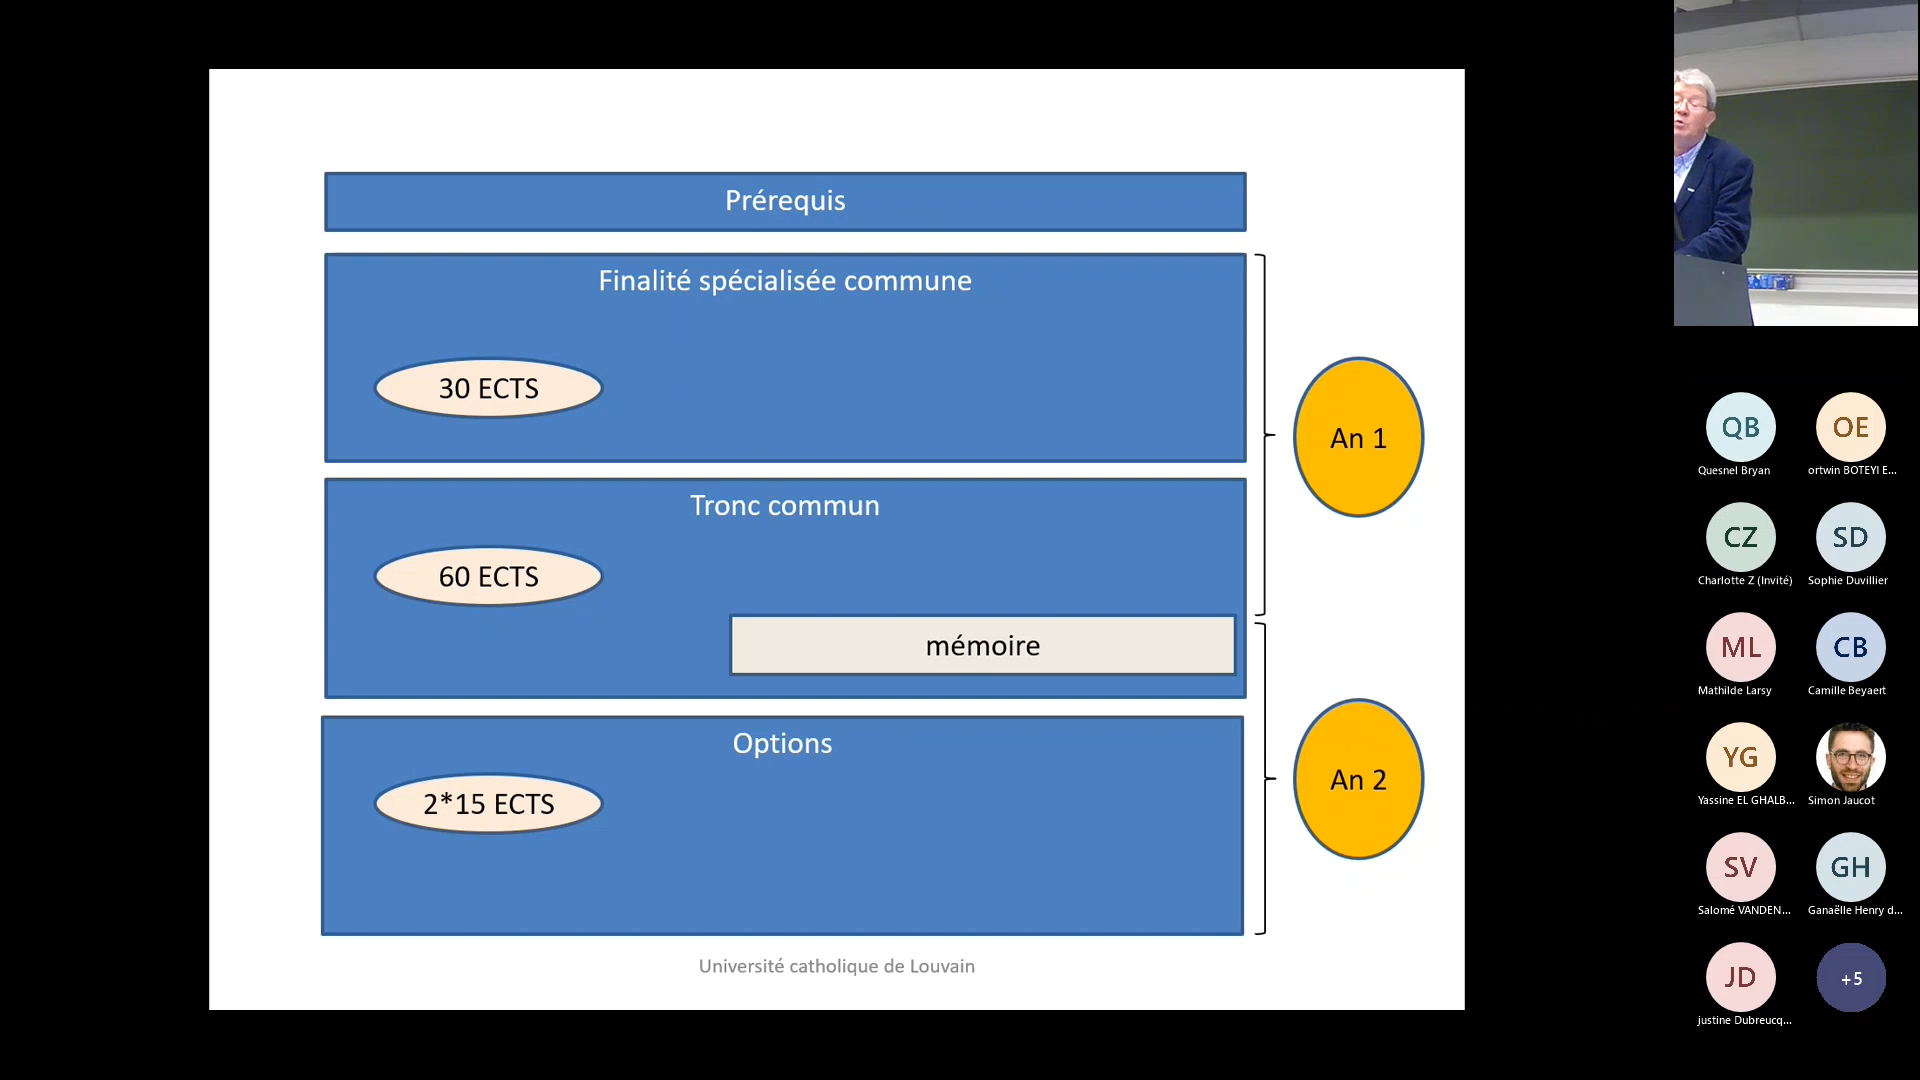 Prérequis
Finalité spécialisée commune
30 ECTS
An 1
Tronc commun
60 ECTS
mémoire
Options
2*15 ECTS
An 2
Université catholique de Louvain
QB
Quesnel Bryan
OE
ortwin BOTEYI E...
CZ
Charlotte Z (Invité)
SD
Sophie Duvillier
ML
Mathilde Larsy
CB
Camille Beyaert
YG
Yassine EL GHALB...
Simon Jaucot
SV
Salomé VANDEN...
GH
Ganaëlle Henry d...
JD
justine Dubreucq...
+5